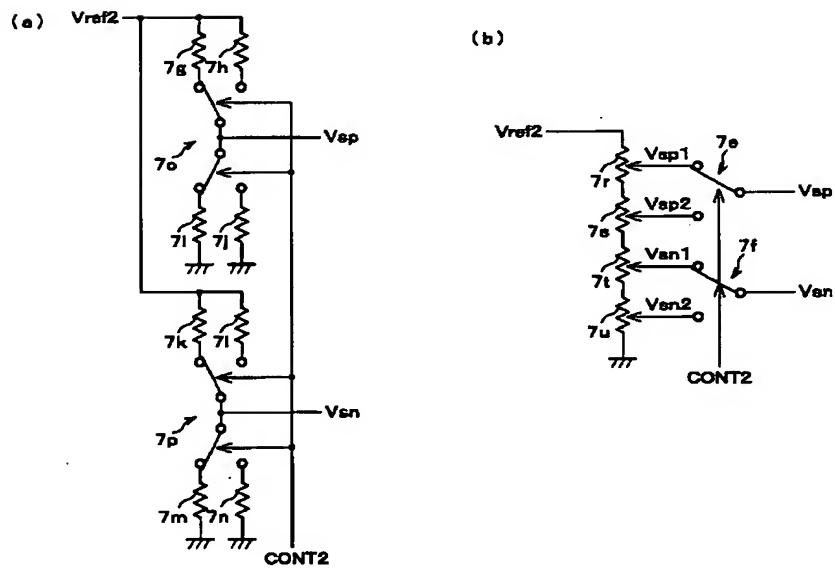 (a)
Vref2
7g
7h
7o
Vsp
7i
7j
7k
7l
7p
Vsn
7m
7n
CONT2
(b)
Vref2
7e
7r
Vsp1
Vsp
7s
Vsp2
7f
7t
Vsn1
Vsn
7u
Vsn2
CONT2